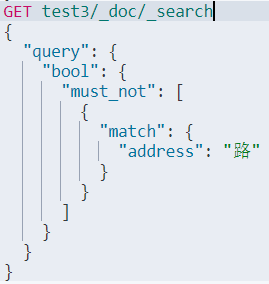 GET test3/_doc/_search
{
  "query": {
    "bool": {
      "must_not": [
        {
          "match": {
            "address": "路"
          }
        }
      ]
    }
  }
}